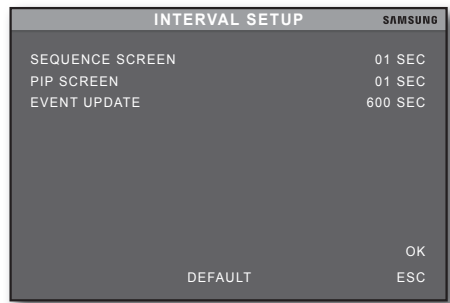 INTERVAL SETUP SAMSUNG
SEQUENCE SCREEN 01 SEC
PIP SCREEN 01 SEC
EVENT UPDATE 600 SEC
OK
DEFAULT ESC